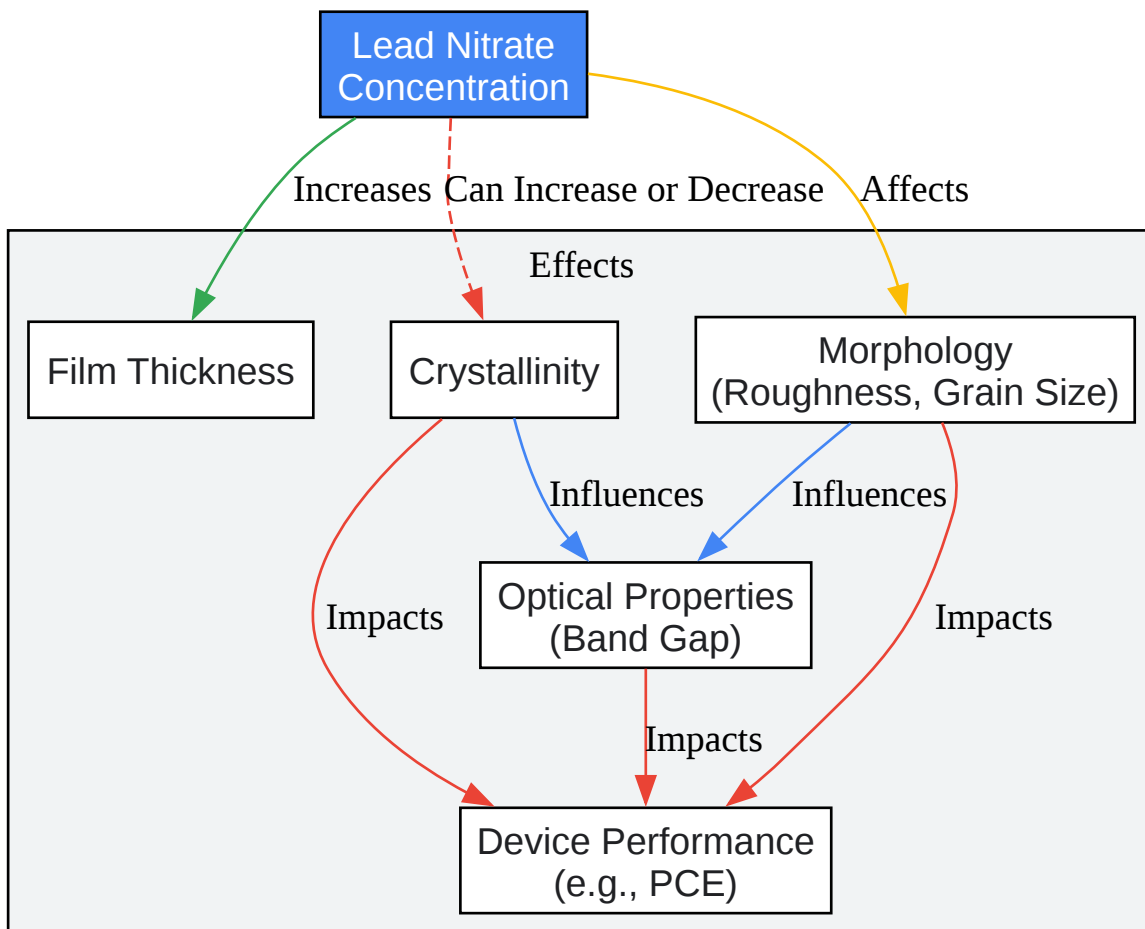 Lead Nitrate
Concentration
Increases
Can Increase or Decrease
Affects
Effects
Film Thickness
Crystallinity
Morphology
(Roughness, Grain Size)
Influences
Influences
Optical Properties
(Band Gap)
Impacts
Impacts
Impacts
Device Performance
(e.g., PCE)